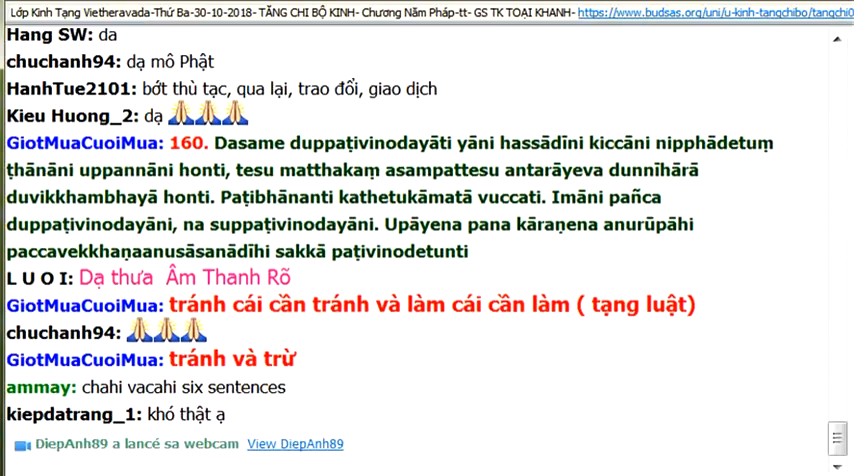 Lớp Kinh Tạng Vietheravada-Thứ Ba-30-10-2018- TĂNG CHI BỘ KINH- Chương Năm Pháp-tt- GS TK TOẠI KHANH- https://www.budsas.org/uni/u-kinh-tangchibo/tangchi0
Hang SW: da
chuchanh94: dạ mô Phật
HanhTue2101: bớt thù tạc, qua lại, trao đổi, giao dịch
Kieu Huong_2: dạ 🙏🙏🙏
GiotMuaCuoiMua: 160. Dasame duppaṭivinodayāti yāni hassādīni kiccāni nipphādetuṃ
ṭhānāni uppannāni honti, tesu matthakaṃ asampattesu antarāyeva dunnīhārā
duvikkhambhayā honti. Paṭibhānanti kathetukāmatā vuccati. Imāni pañca
duppaṭivinodayāni, na suppaṭivinodayāni. Upāyena pana kāraṇena anurūpāhi
paccavekkhaṇaanusāsanādīhi sakkā paṭivinodetunti
L U O I: Dạ thưa Âm Thanh Rõ
GiotMuaCuoiMua: tránh cái cần tránh và làm cái cần làm ( tạng luật)
chuchanh94: 🙏🙏🙏
GiotMuaCuoiMua: tránh và trừ
ammay: chahi vacahi six sentences
kiepdatrang_1: khó thật ạ
DiepAnh89 a lancé sa webcam View DiepAnh89